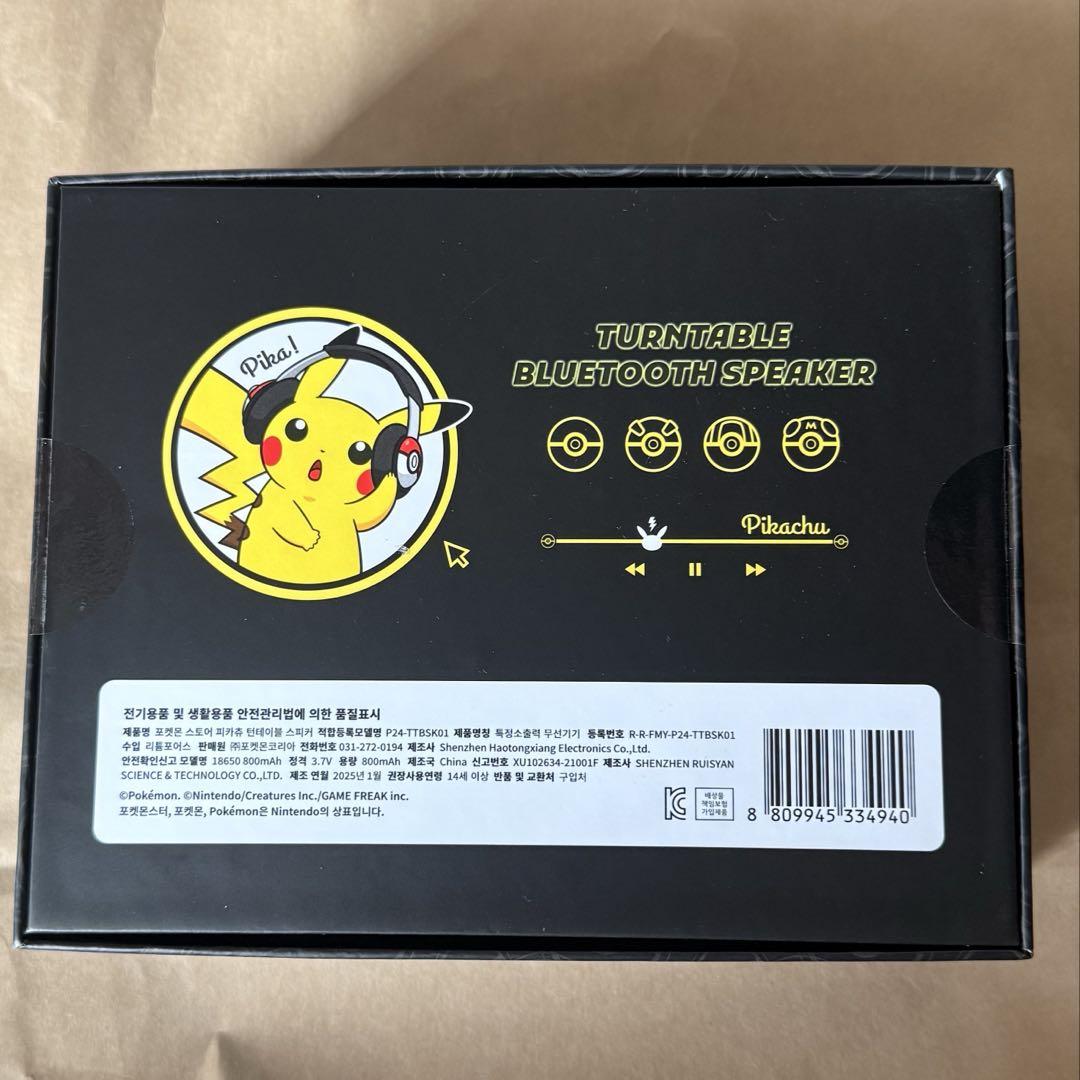 Pika!
TURNTABLE
BLUETOOTH SPEAKER
M
Pikachu
전기용품 및 생활용품 안전관리법에 의한 품질표시
제품명 포켓몬 스토어 피카츄 턴테이블 스피커 적합등록모델명 P24-TTBSK01 제품명칭 특정소출력 무선기기 등록번호 R-R-FMY-P24-TTBSK01
수입 리튬포어스 판매원 ㈜포켓몬코리아 전화번호 031-272-0194 제조사 Shenzhen Haotongxiang Electronics Co.,Ltd.
안전확인신고 모델명 18650 800mAh 정격 3.7V 용량 800mAh 제조국 China 신고번호 XU102634-21001F 제조사 SHENZHEN RUISYAN
SCIENCE & TECHNOLOGY CO.,LTD. 제조 연월 2025년 1월 권장사용연령 14세 이상 반품 및 교환처 구입처
©Pokémon. ©Nintendo/Creatures Inc./GAME FREAK inc.
포켓몬스터, 포켓몬, Pokémon은 Nintendo의 상표입니다.
배상물
책임보험
가입제품
8 809945 334940